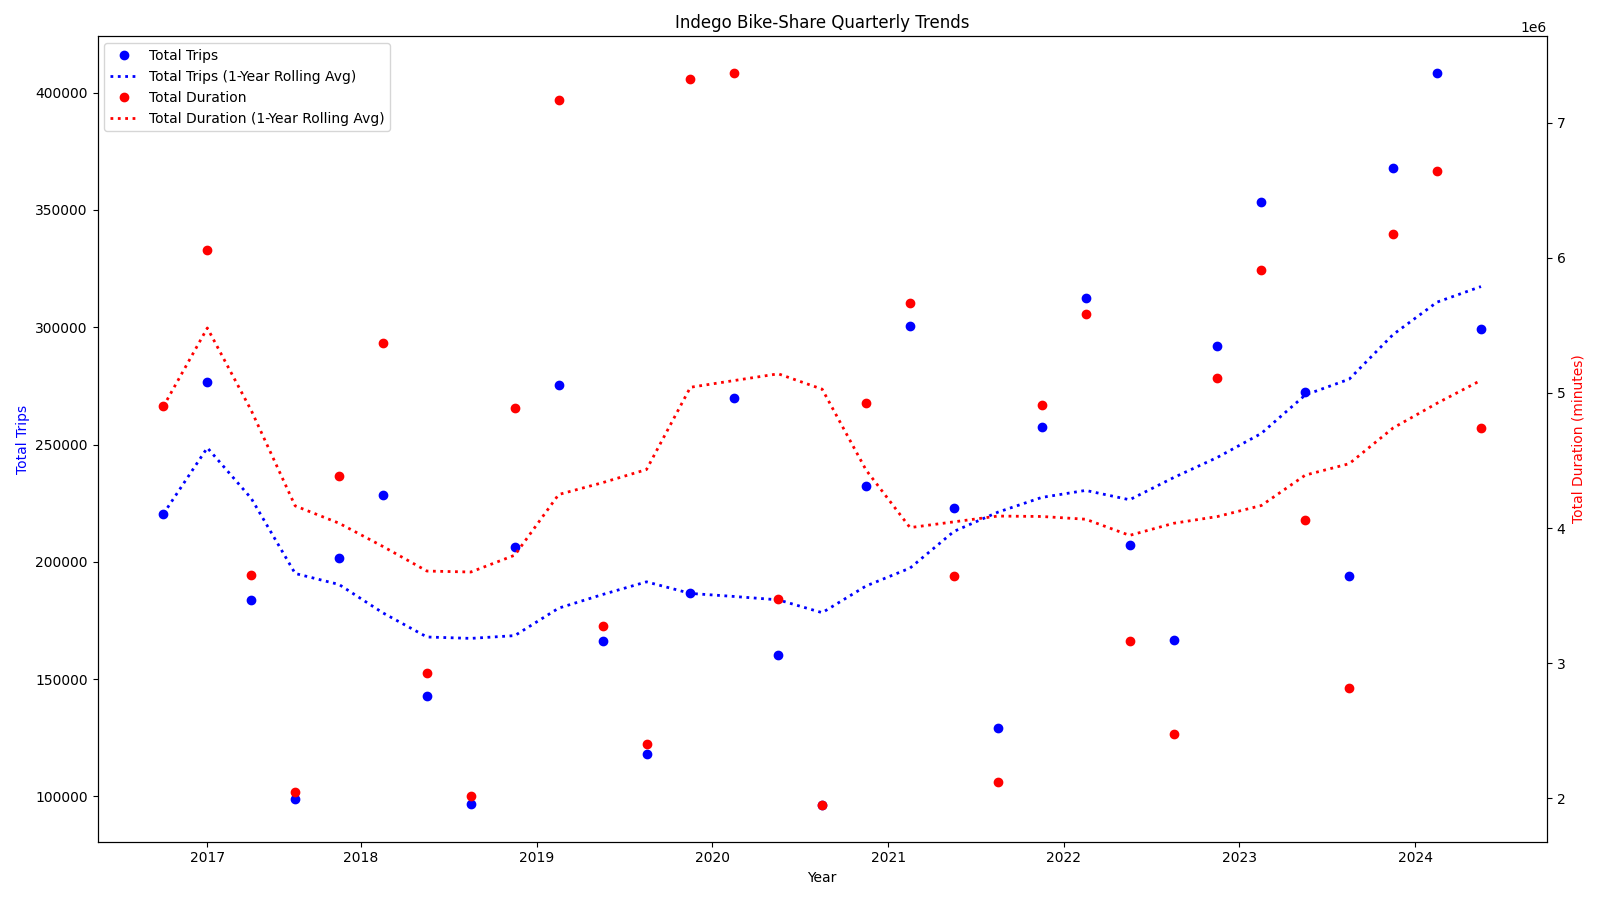 Indego Bike-Share Quarterly Trends
1e6
Total Trips
Total Trips (1-Year Rolling Avg)
Total Duration
Total Duration (1-Year Rolling Avg)
400000
350000
300000
250000
200000
150000
100000
Total Trips
7
6
5
4
3
2
Total Duration (minutes)
2017 2018 2019 2020 2021 2022 2023 2024
Year